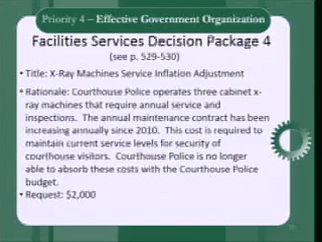 Priority 4 – Effective Government Organization
Facilities Services Decision Package 4
(see p. 529-530)
• Title: X-Ray Machines Service Inflation Adjustment
• Rationale: Courthouse Police operates three cabinet x-
ray machines that require annual service and
inspections. The annual maintenance contract has been
increasing annually since 2010. This cost is required to
maintain current service levels for security of
courthouse visitors. Courthouse Police is no longer
able to absorb these costs with the Courthouse Police
budget.
• Request: $2,000